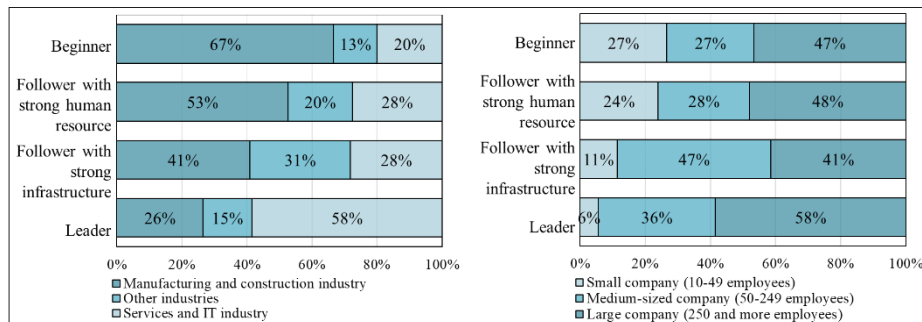 Beginner
67%
13%
20%
Follower with
strong human
resource
53%
20%
28%
Follower with
strong
infrastructure
41%
31%
28%
Leader
26%
15%
58%
0%
20%
40%
60%
80%
100%
Manufacturing and construction industry
Other industries
Services and IT industry
Beginner
27%
27%
47%
Follower with
strong human
resource
24%
28%
48%
Follower with
strong
infrastructure
11%
47%
41%
Leader
6%
36%
58%
0%
20%
40%
60%
80%
100%
Small company (10-49 employees)
Medium-sized company (50-249 employees)
Large company (250 and more employees)